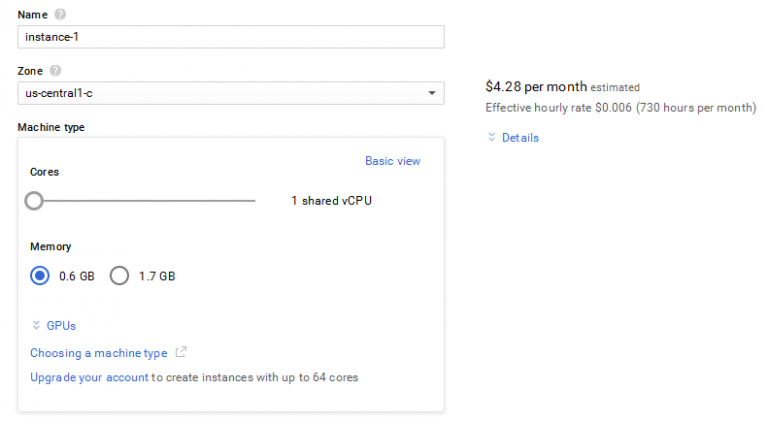 Name
instance-1
Zone
us-central1-c
$4.28 per month estimated
Effective hourly rate $0.006 (730 hours per month)
Details
Machine type
Basic view
Cores
1 shared vCPU
Memory
0.6 GB 1.7 GB
GPUs
Choosing a machine type
Upgrade your account to create instances with up to 64 cores